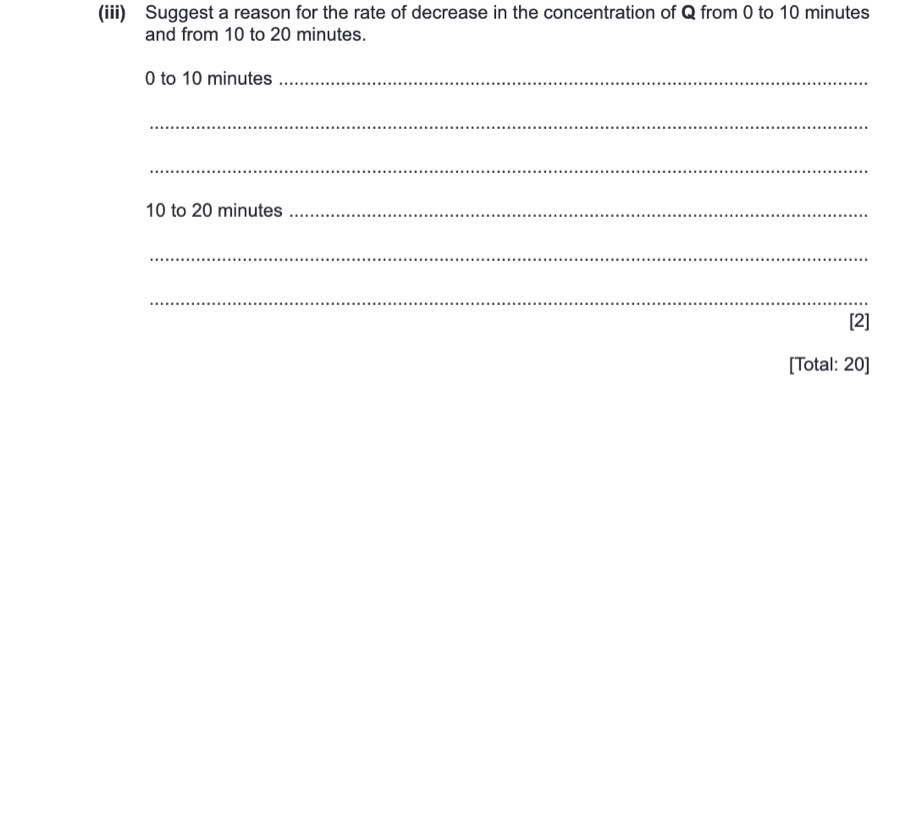 (iii) Suggest a reason for the rate of decrease in the concentration of Q from 0 to 10 minutes
and from 10 to 20 minutes.
0 to 10 minutes
10 to 20 minutes
[2]
[Total: 20]